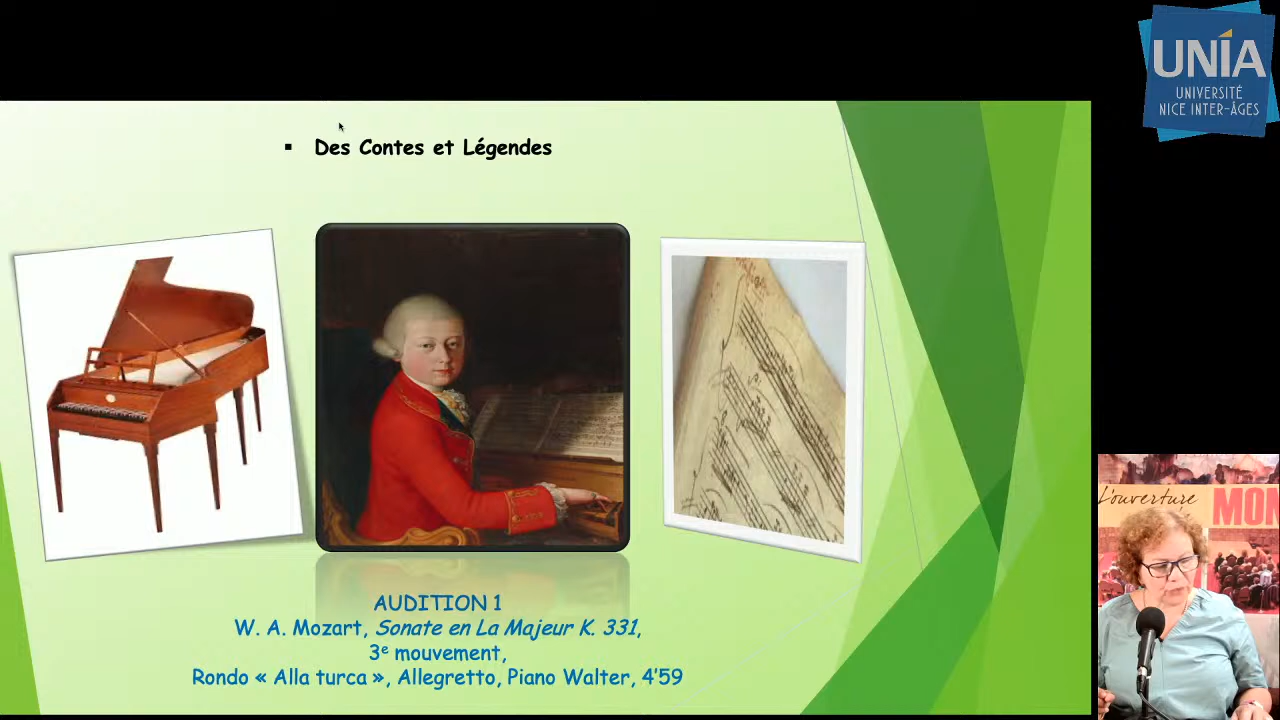 UNIA
UNIVERSITÉ
NICE INTER-ÂGES
▪ Des Contes et Légendes
AUDITION 1
W. A. Mozart, Sonate en La Majeur K. 331,
3e mouvement,
Rondo « Alla turca », Allegretto, Piano Walter, 4'59
L'ouverture
MON